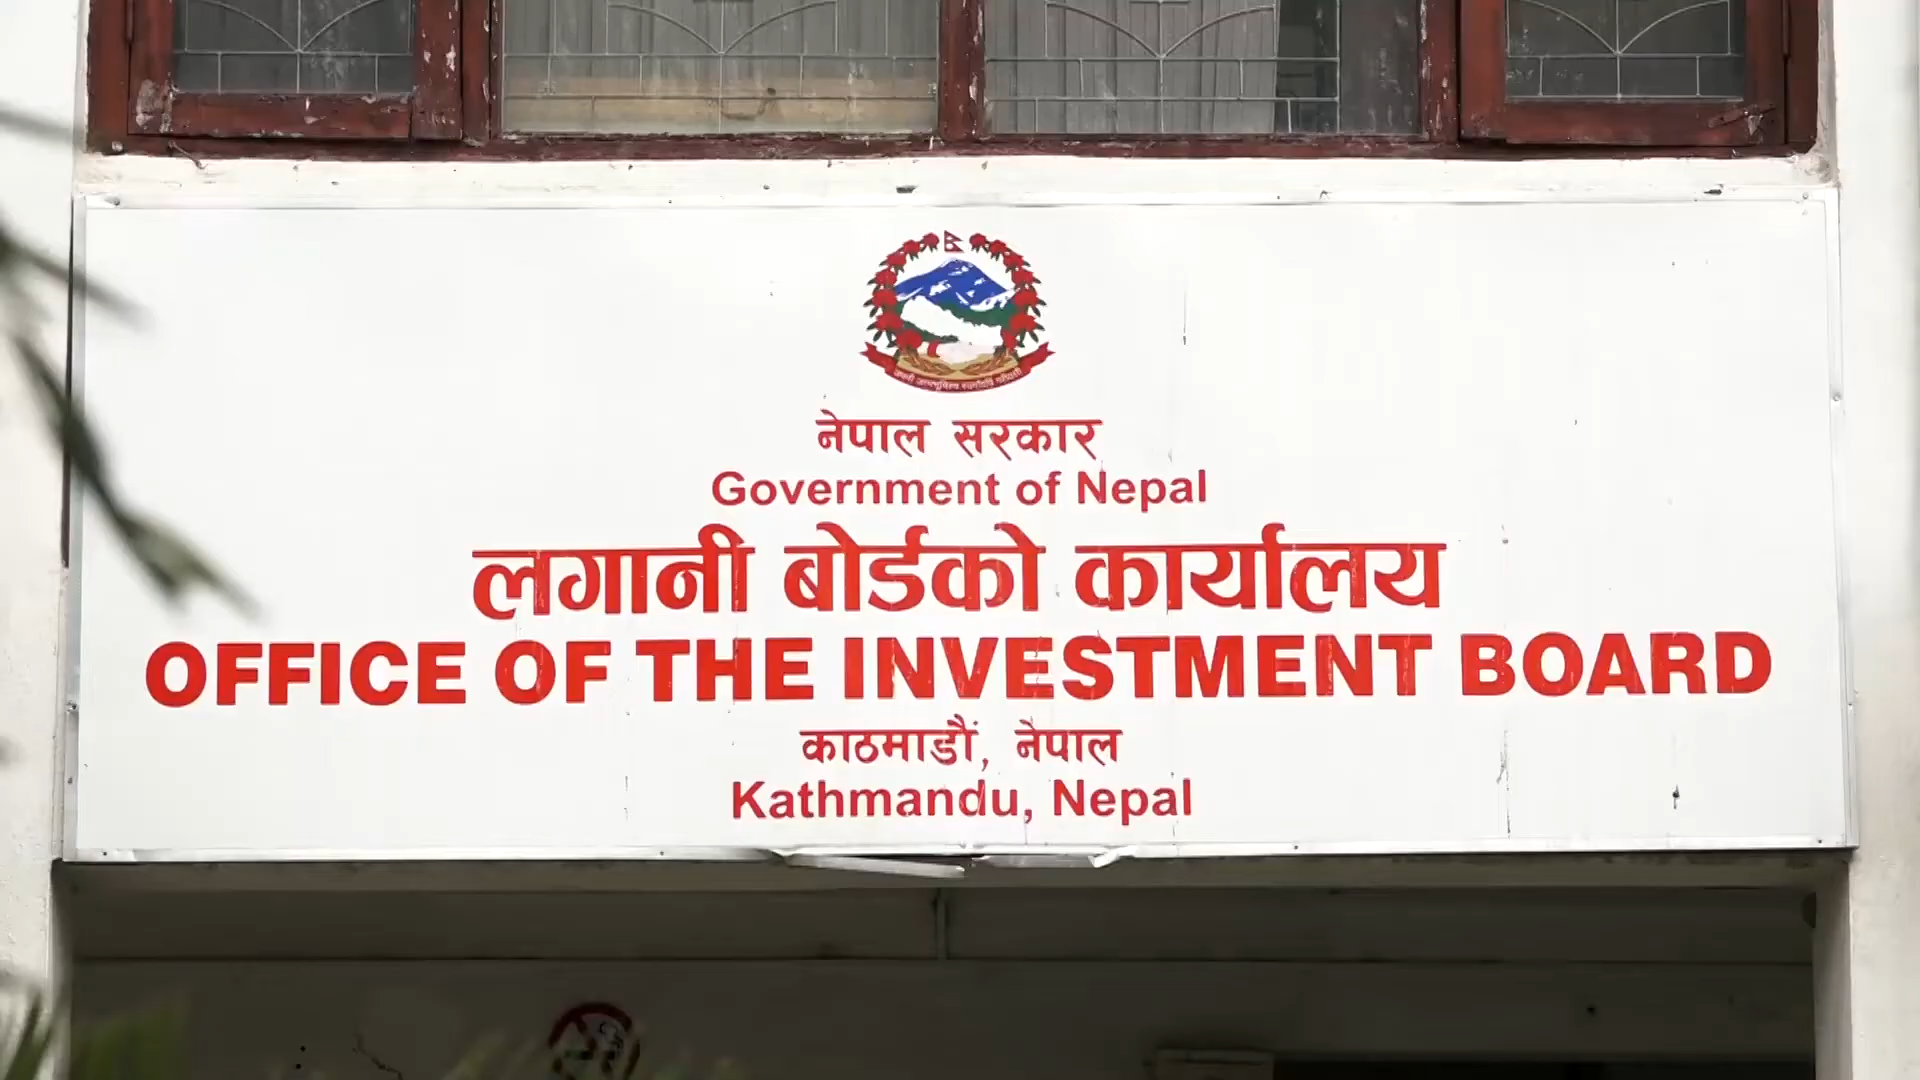 नेपाल सरकार
Government of Nepal
लगानी बोर्डको कार्यालय
OFFICE OF THE INVESTMENT BOARD
काठमाडौं, नेपाल
Kathmandu, Nepal